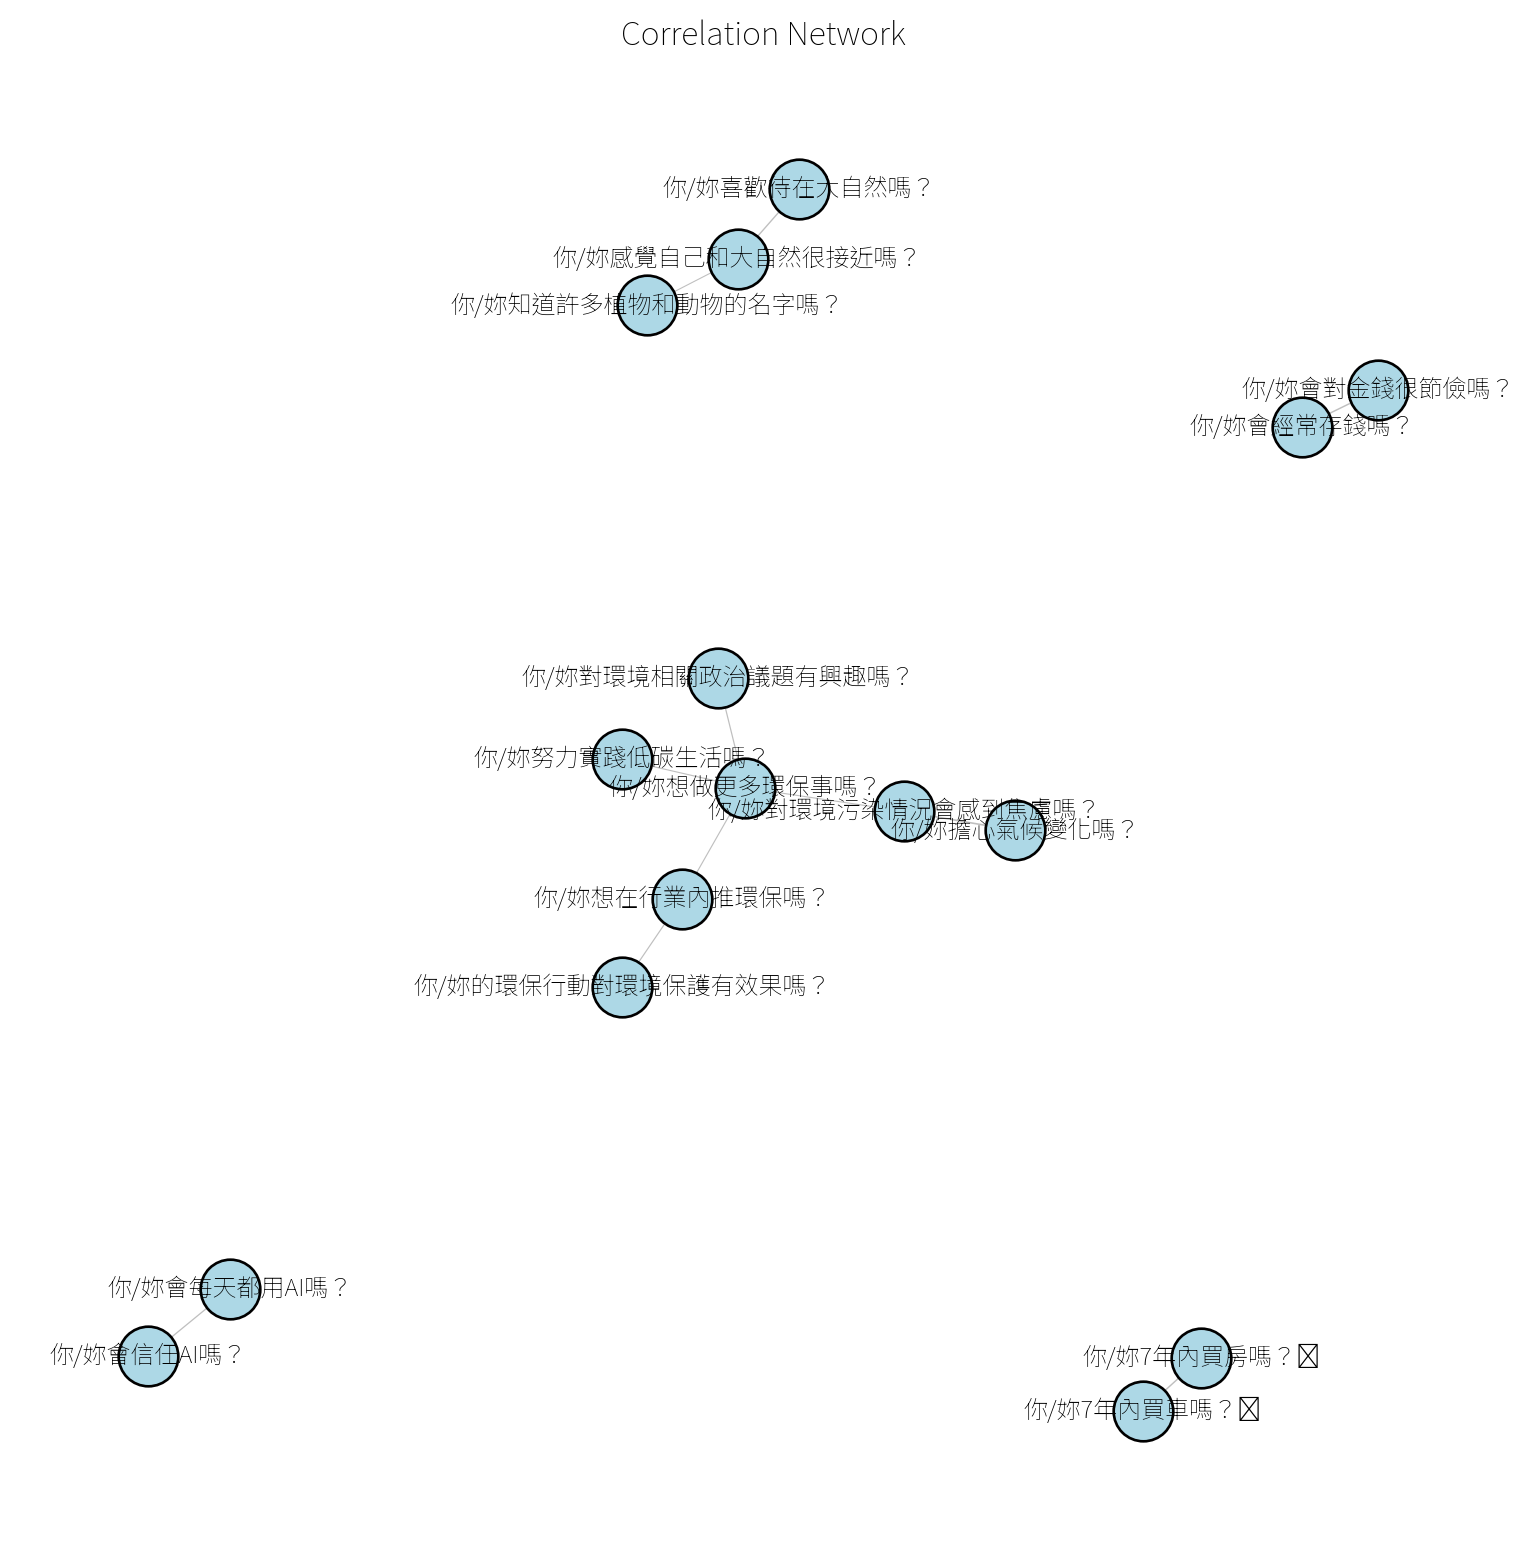 Correlation Network
你/妳喜歡待在大自然嗎？
你/妳感覺自己和大自然很接近嗎？
你/妳知道許多植物和動物的名字嗎？
你/妳會對金錢很節儉嗎？
你/妳會經常存錢嗎？
你/妳對環境相關政治議題有興趣嗎？
你/妳努力實踐低碳生活嗎？
你/妳想做更多環保事嗎？
你/妳對環境污染情況會感到焦慮嗎？
你/妳擔心氣候變化嗎？
你/妳想在行業內推環保嗎？
你/妳的環保行動對環境保護有效果嗎？
你/妳會每天都用AI嗎？
你/妳會信任AI嗎？
你/妳7年內買房嗎？
你/妳7年內買車嗎？